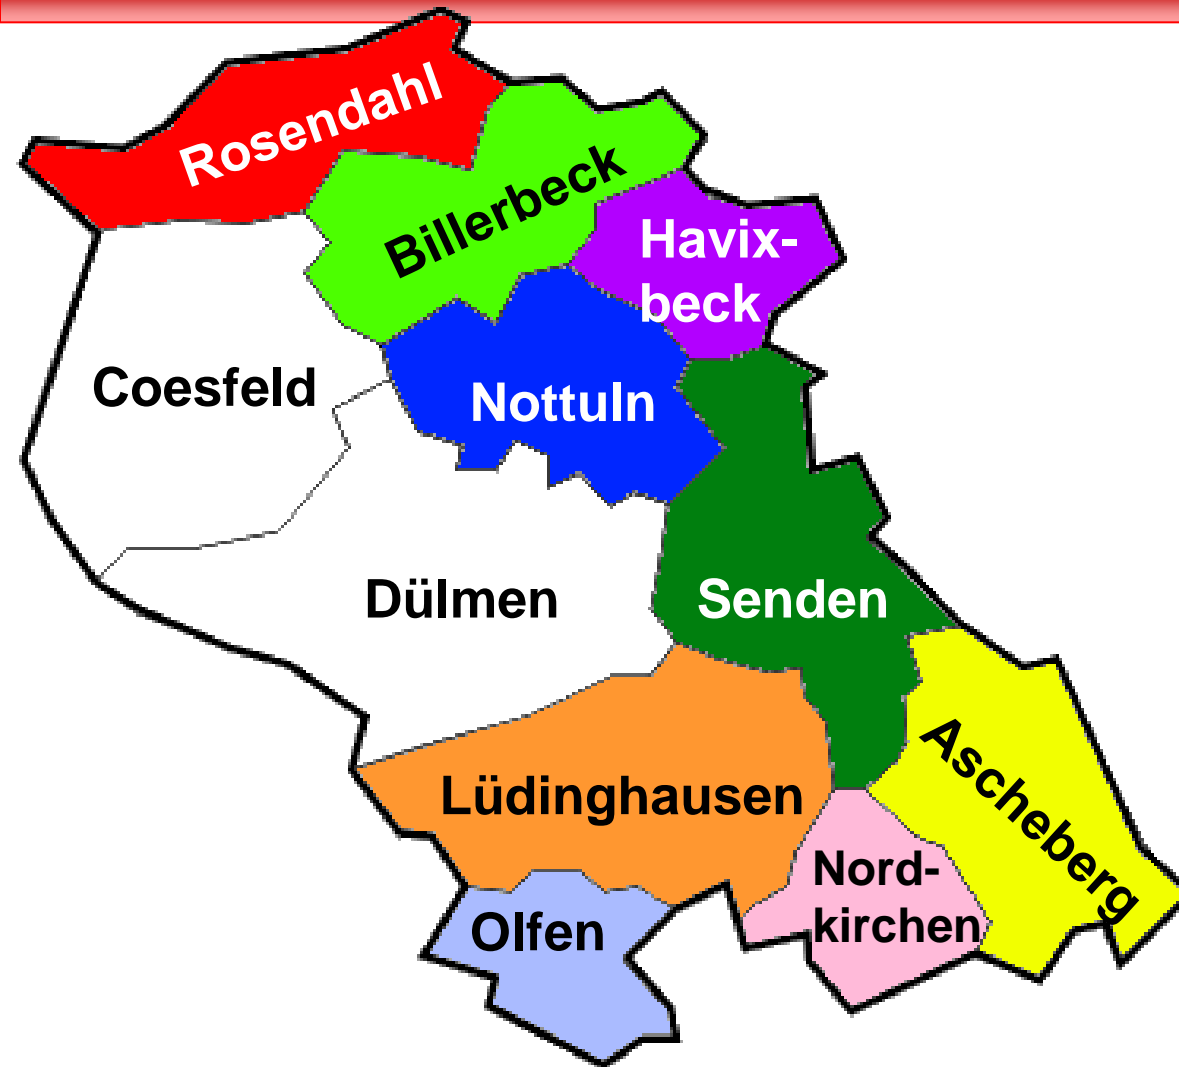 Rosendahl
Billerbeck
Havix-
beck
Coesfeld
Nottuln
Dülmen
Senden
Ascheberg
Lüdinghausen
Nord-
kirchen
Olfen